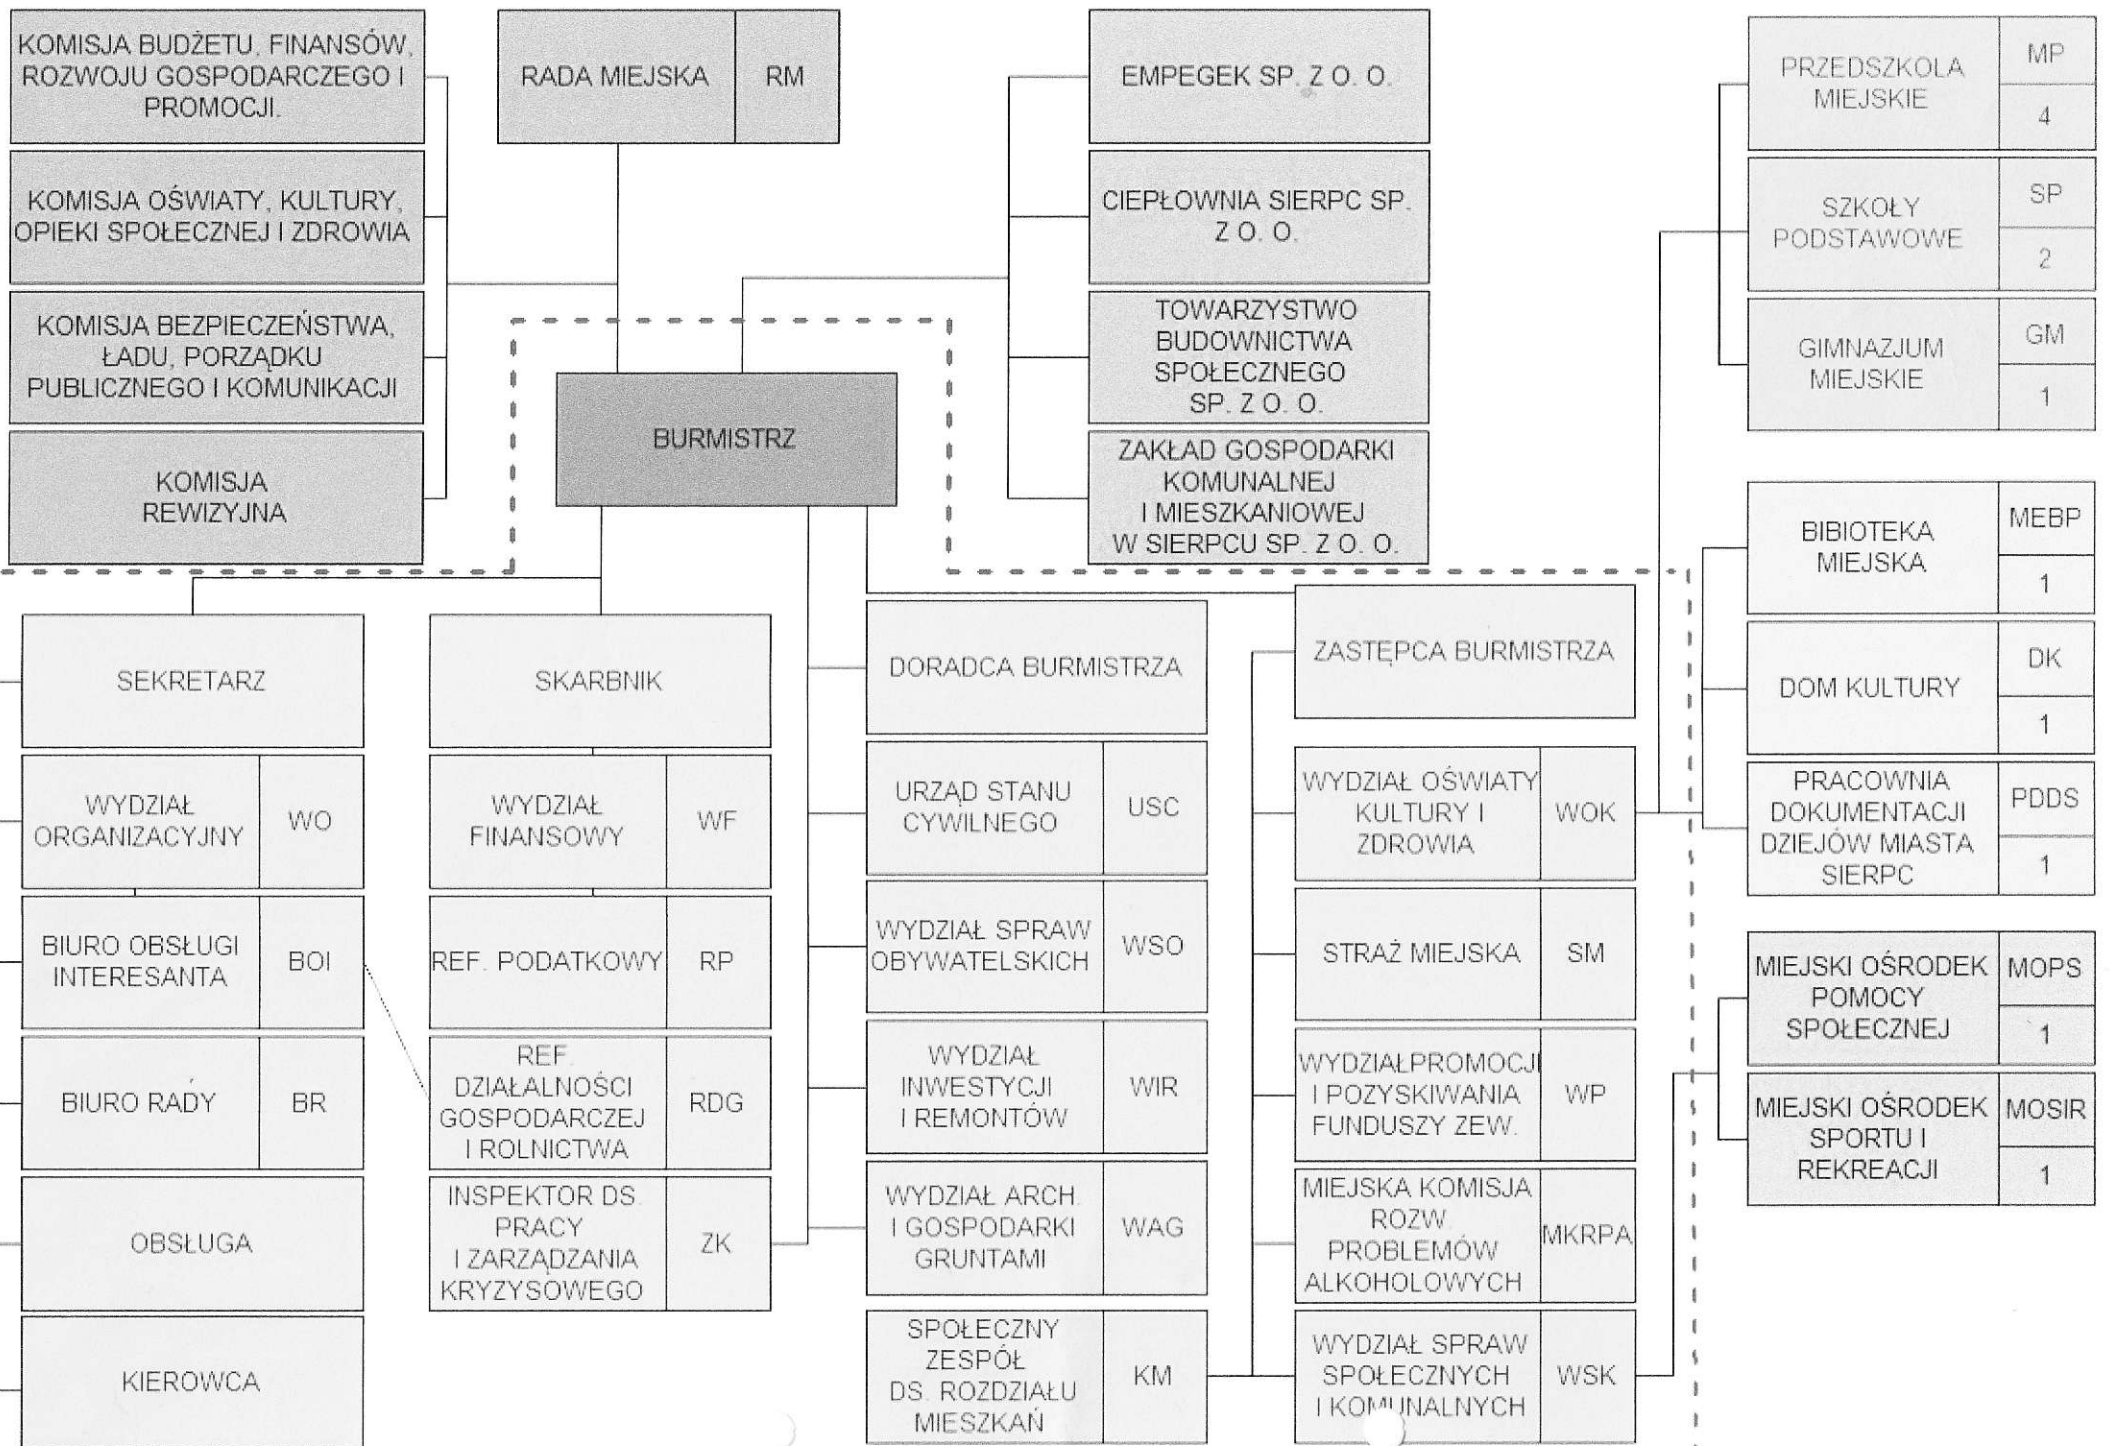 KOMISJA BUDŻETU, FINANSÓW,
ROZWOJU GOSPODARCZEGO I
PROMOCJI.
KOMISJA OŚWIATY, KULTURY,
OPIEKI SPOŁECZNEJ I ZDROWIA
KOMISJA BEZPIECZEŃSTWA,
ŁADU, PORZĄDKU
PUBLICZNEGO I KOMUNIKACJI
KOMISJA
REWIZYJNA
RADA MIEJSKA
RM
BURMISTRZ
EMPEGEK SP. Z O. O.
CIEPŁOWNIA SIERPC SP.
Z O. O.
TOWARZYSTWO
BUDOWNICTWA
SPOŁECZNEGO
SP. Z O. O.
ZAKŁAD GOSPODARKI
KOMUNALNEJ
I MIESZKANIOWEJ
W SIERPCU SP. Z O. O.
PRZEDSZKOLA
MIEJSKIE
MP
4
SZKOŁY
PODSTAWOWE
SP
2
GIMNAZJUM
MIEJSKIE
GM
1
BIBIOTEKA
MIEJSKA
MEBP
1
DOM KULTURY
DK
1
PRACOWNIA
DOKUMENTACJI
DZIEJÓW MIASTA
SIERPC
PDDS
1
MIEJSKI OŚRODEK
POMOCY
SPOŁECZNEJ
MOPS
1
MIEJSKI OŚRODEK
SPORTU I
REKREACJI
MOSIR
1
SEKRETARZ
WYDZIAŁ
ORGANIZACYJNY
WO
BIURO OBSŁUGI
INTERESANTA
BOI
BIURO RADY
BR
OBSŁUGA
KIEROWCA
SKARBNIK
WYDZIAŁ
FINANSOWY
WF
REF. PODATKOWY
RP
REF.
DZIAŁALNOŚCI
GOSPODARCZEJ
I ROLNICTWA
RDG
INSPEKTOR DS.
PRACY
I ZARZĄDZANIA
KRYZYSOWEGO
ZK
DORADCA BURMISTRZA
URZĄD STANU
CYWILNEGO
USC
WYDZIAŁ SPRAW
OBYWATELSKICH
WSO
WYDZIAŁ
INWESTYCJI
I REMONTÓW
WIR
WYDZIAŁ ARCH.
I GOSPODARKI
GRUNTAMI
WAG
SPOŁECZNY
ZESPÓŁ
DS. ROZDZIAŁU
MIESZKAŃ
KM
ZASTĘPCA BURMISTRZA
WYDZIAŁ OŚWIATY
KULTURY I
ZDROWIA
WOK
STRAŻ MIEJSKA
SM
WYDZIAŁPROMOCJI
I POZYSKIWANIA
FUNDUSZY ZEW.
WP
MIEJSKA KOMISJA
ROZW.
PROBLEMÓW
ALKOHOLOWYCH
MKRPA
WYDZIAŁ SPRAW
SPOŁECZNYCH
I KOMUNALNYCH
WSK